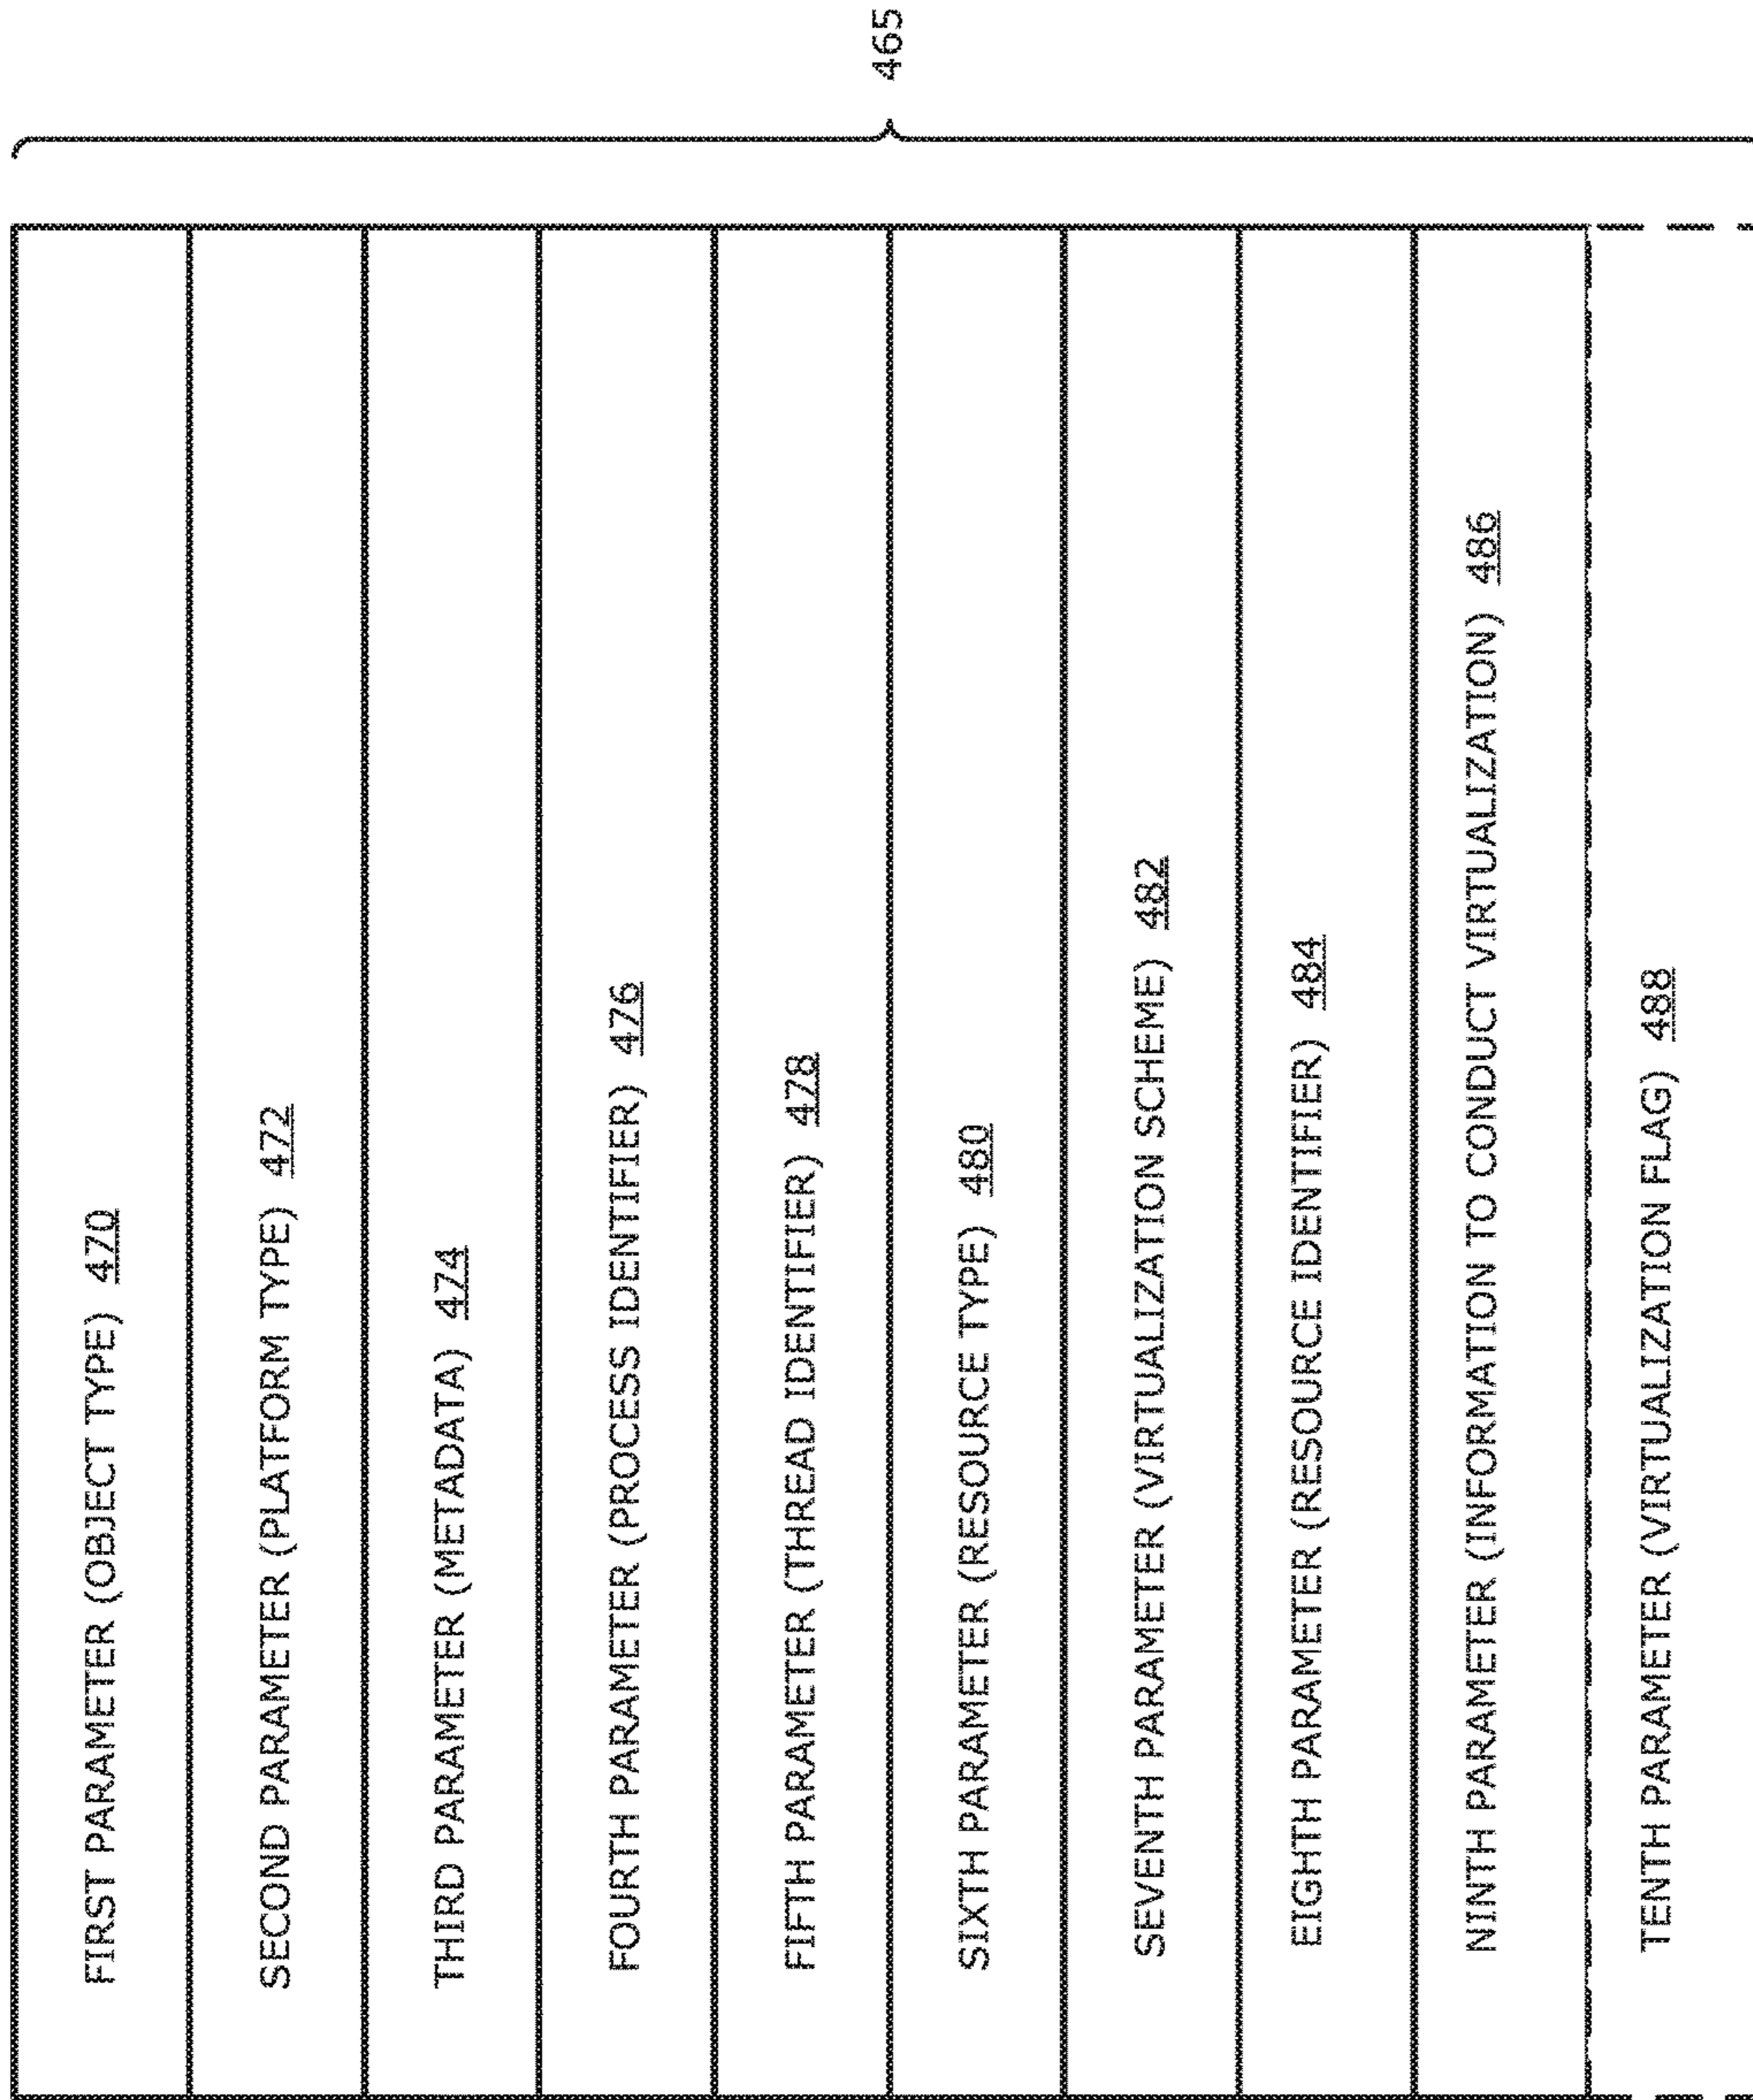 FIRST PARAMETER (OBJECT TYPE) 470
SECOND PARAMETER (PLATFORM TYPE) 472
THIRD PARAMETER (METADATA) 474
FOURTH PARAMETER (PROCESS IDENTIFIER) 476
FIFTH PARAMETER (THREAD IDENTIFIER) 478
SIXTH PARAMETER (RESOURCE TYPE) 480
SEVENTH PARAMETER (VIRTUALIZATION SCHEME) 482
EIGHTH PARAMETER (RESOURCE IDENTIFIER) 484
NINTH PARAMETER (INFORMATION TO CONDUCT VIRTUALIZATION) 486
TENTH PARAMETER (VIRTUALIZATION FLAG) 488
465